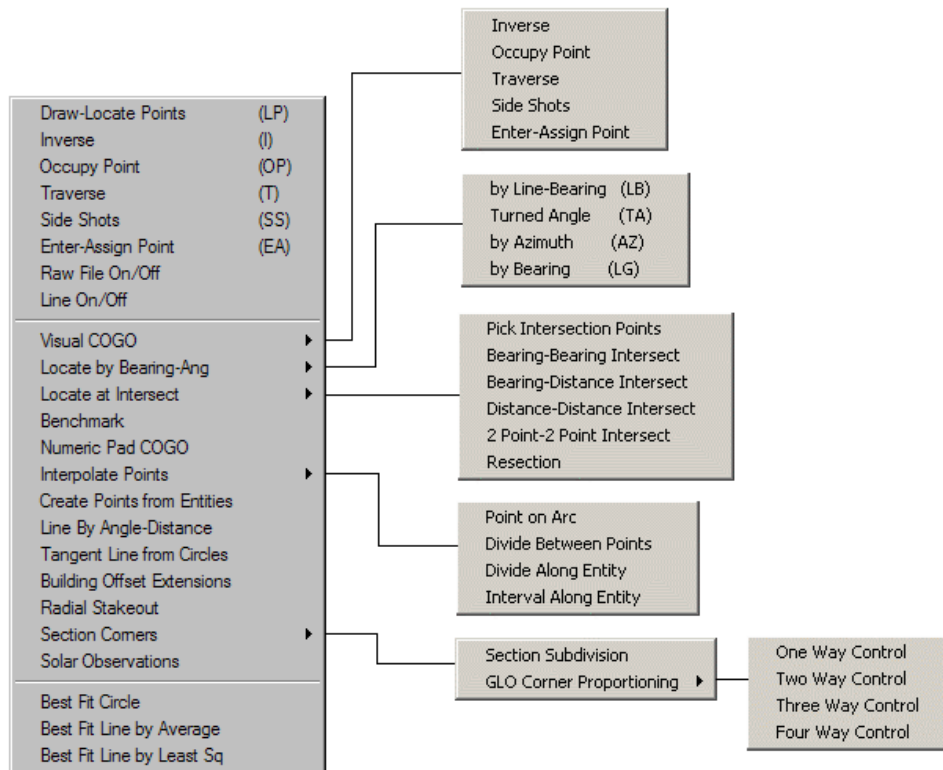 Draw-Locate Points (LP)
Inverse (I)
Occupy Point (OP)
Traverse (T)
Side Shots (SS)
Enter-Assign Point (EA)
Raw File On/Off
Line On/Off
Visual COGO
Locate by Bearing-Ang
Locate at Intersect
Benchmark
Numeric Pad COGO
Interpolate Points
Create Points from Entities
Line By Angle-Distance
Tangent Line from Circles
Building Offset Extensions
Radial Stakeout
Section Corners
Solar Observations
Best Fit Circle
Best Fit Line by Average
Best Fit Line by Least Sq
Inverse
Occupy Point
Traverse
Side Shots
Enter-Assign Point
by Line-Bearing (LB)
Turned Angle (TA)
by Azimuth (AZ)
by Bearing (LG)
Pick Intersection Points
Bearing-Bearing Intersect
Bearing-Distance Intersect
Distance-Distance Intersect
2 Point-2 Point Intersect
Resection
Point on Arc
Divide Between Points
Divide Along Entity
Interval Along Entity
Section Subdivision
GLO Corner Proportioning
One Way Control
Two Way Control
Three Way Control
Four Way Control